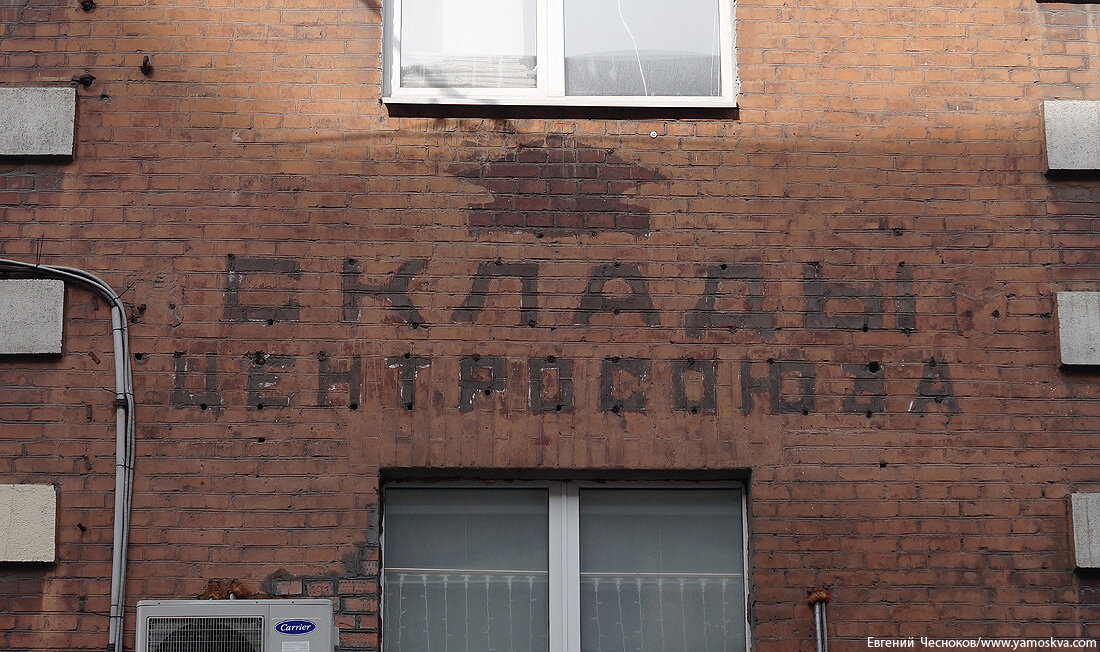 СКЛАДЫ
ЦЕНТРОСОЮЗА
Carrier
Евгений Чесноков/www.yamoskva.com